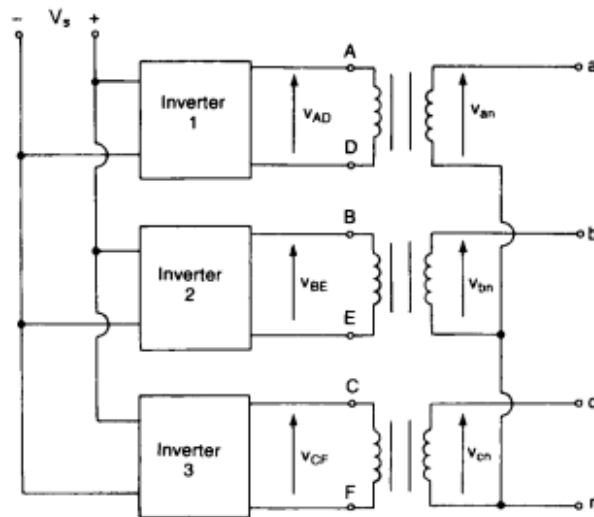 − Vs +
A
Inverter
1
vAD
van
a
D
B
b
Inverter
2
vBE
vbn
E
C
c
Inverter
3
vCF
vcn
F
n